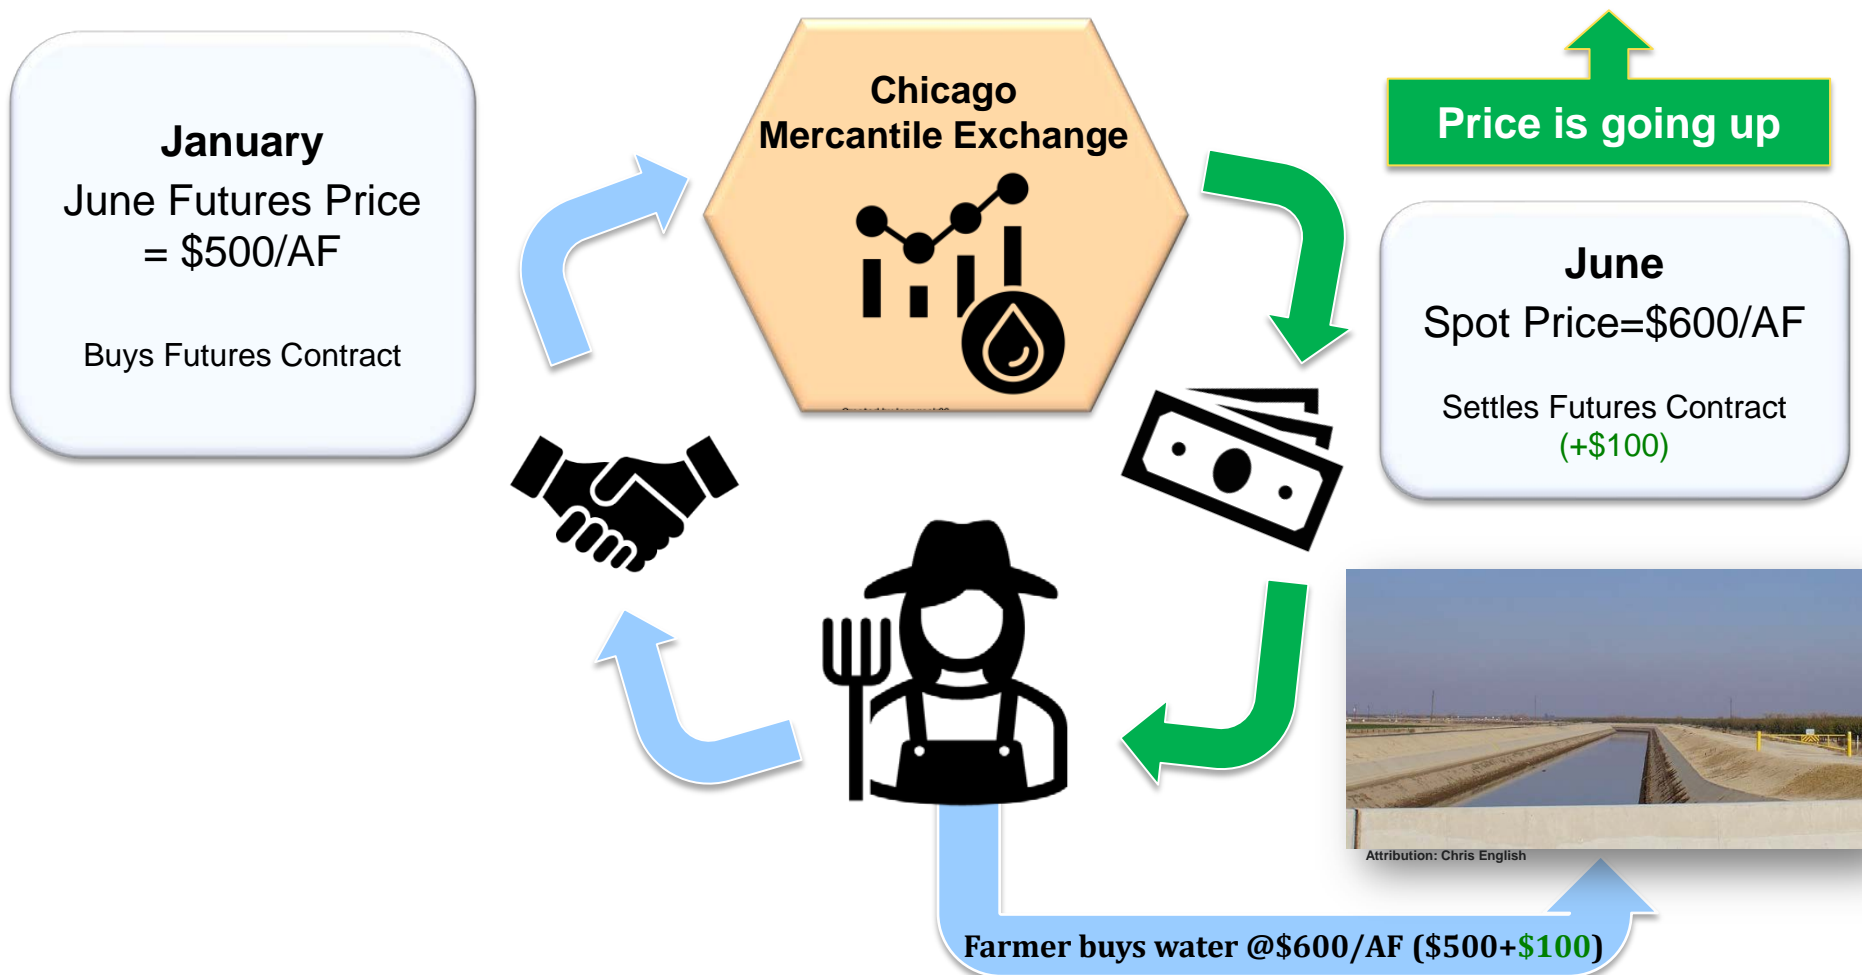 January
June Futures Price
= $500/AF
Buys Futures Contract
Chicago
Mercantile Exchange
Price is going up
June
Spot Price=$600/AF
Settles Futures Contract
(+$100)
Attribution: Chris English
Farmer buys water @$600/AF ($500+$100)